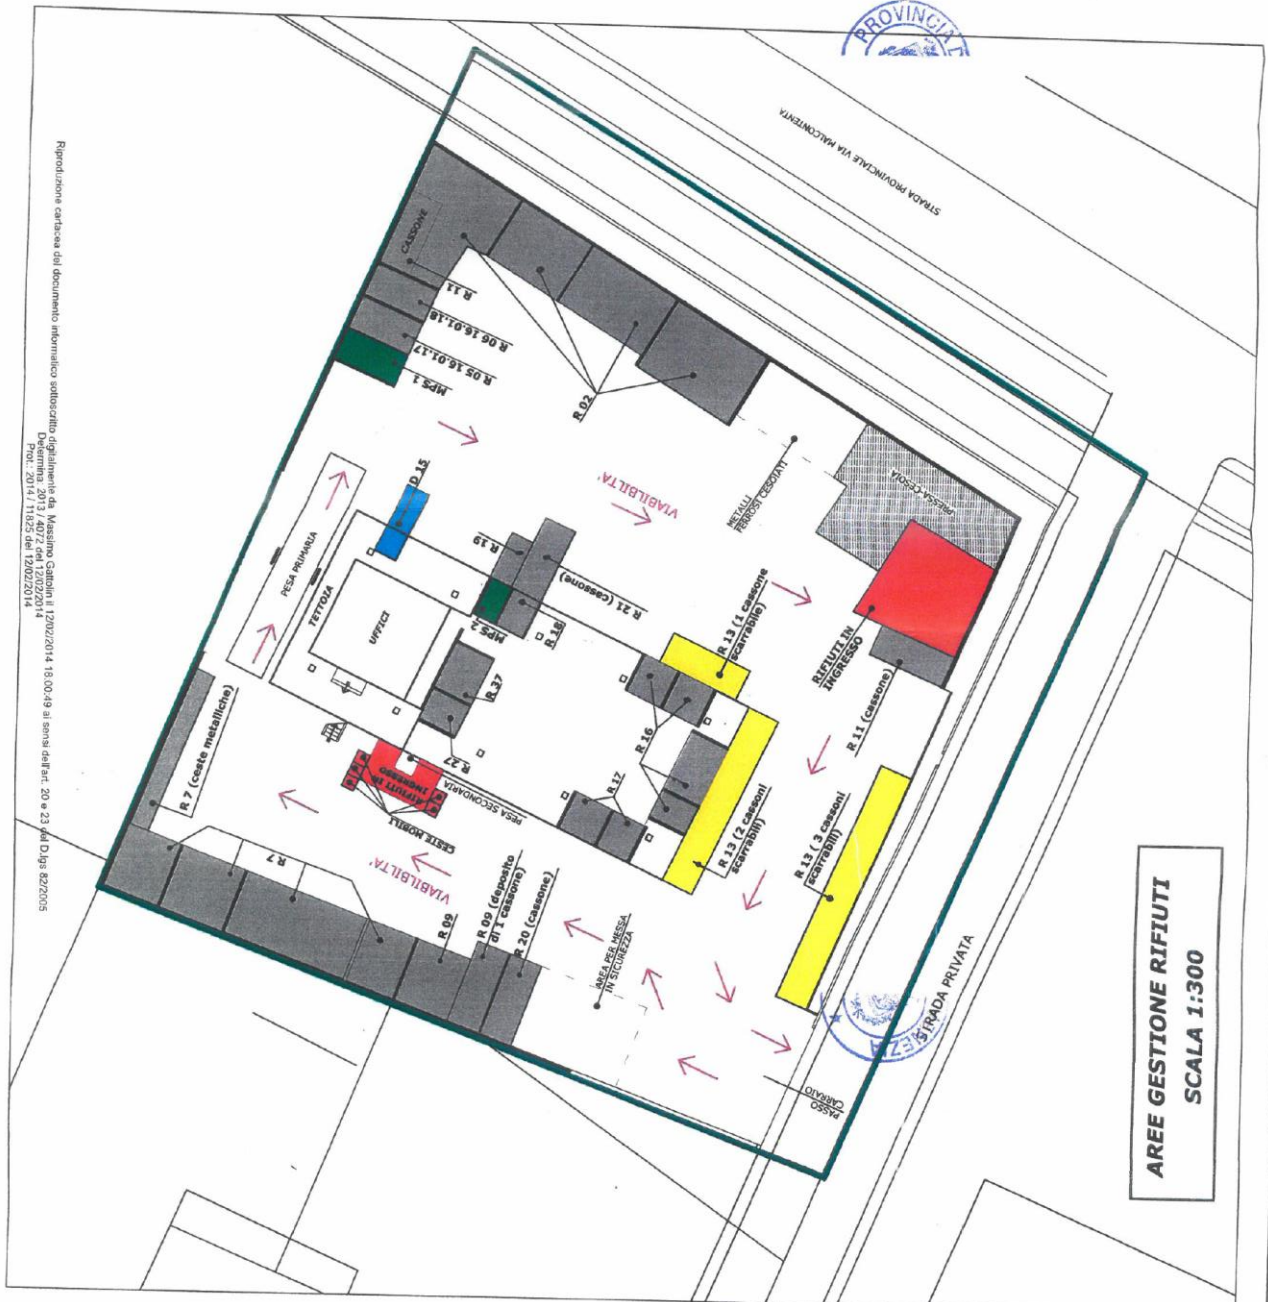 PROVINCIA
STRADA PROVINCIALE VIA MALCONTENTA
CASSONE
R 11
R 06 16.01.18
R 05 16.01.17
MPS 1
R 02
D 15
VIABILBILTA'
METALLI
FERROSI CESOIATI
PRESSA-CESOIA
PESA PRIMARIA
TETTOIA
UFFICI
R 19
R 21 (cassone)
R 18
MPS 2
R 13 (1 cassone
scarrabile)
RIFIUTI IN
INGRESSO
R 11 (cassone)
R 37
R 27
R 16
R 17
R 7 (ceste metalliche)
RIFIUTI IN
INGRESSO
PESA SECONDARIA
CESTE MOBILI
VIABILBILTA'
R 13 (2 cassoni
scarrabili)
R 13 ( 3 cassoni
scarrabili)
R 7
R 09
R 09 (deposito
di 1 cassone)
R 20 (cassone)
AREA PER MESSA
IN SICUREZZA
STRADA PRIVATA
NEZIA
PASSO
CARRAIO
AREE GESTIONE RIFIUTI
SCALA 1:300
Riproduzione cartacea del documento informatico sottoscritto digitalmente da Massimo Gattolin il 12/02/2014 18:00:49 ai sensi dell'art. 20 e 23 del D.lgs 82/2005
Determina: 2013 / 4072 del 12/02/2014
Prot.: 2014 / 11825 del 12/02/2014